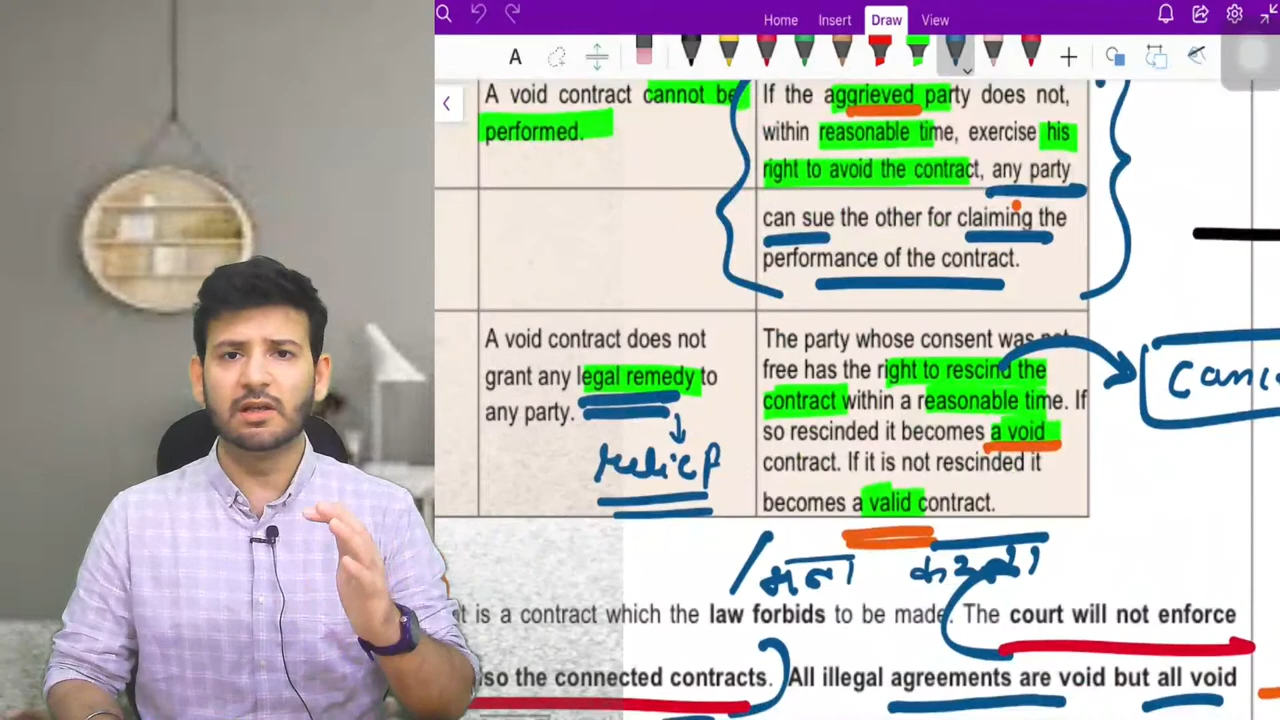 Home Insert Draw View
A
A void contract cannot be
performed.
If the aggrieved party does not,
within reasonable time, exercise his
right to avoid the contract, any party
can sue the other for claiming the
performance of the contract.
A void contract does not
grant any legal remedy to
any party.
relief
The party whose consent was not
free has the right to rescind the
contract within a reasonable time. If
so rescinded it becomes a void
contract. If it is not rescinded it
becomes a valid contract.
is a contract which the law forbids to be made. The court will not enforce
so the connected contracts. All illegal agreements are void but all void